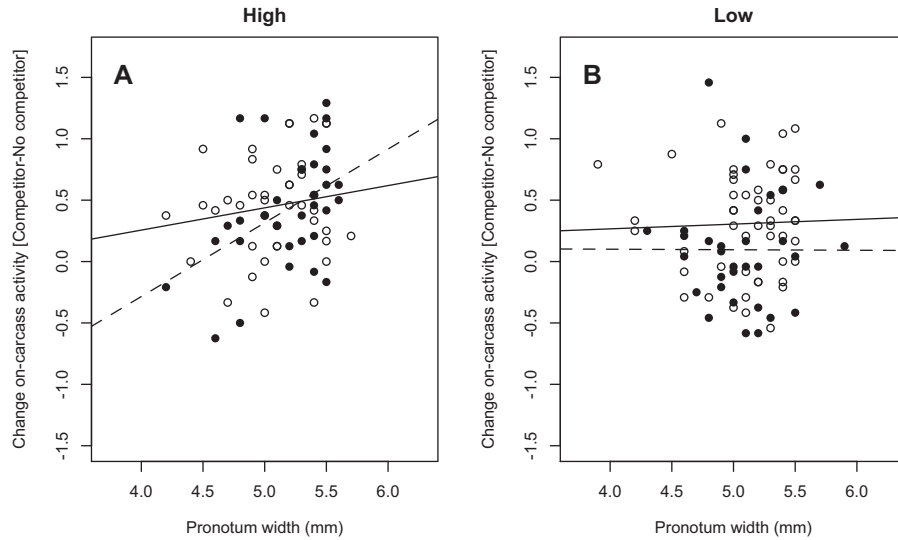 High
Low
A
B
Change on-carcass activity [Competitor-No competitor]
1.5
1.0
0.5
0.0
-0.5
-1.0
-1.5
4.0 4.5 5.0 5.5 6.0
Pronotum width (mm)
Change on-carcass activity [Competitor-No competitor]
1.5
1.0
0.5
0.0
-0.5
-1.0
-1.5
4.0 4.5 5.0 5.5 6.0
Pronotum width (mm)